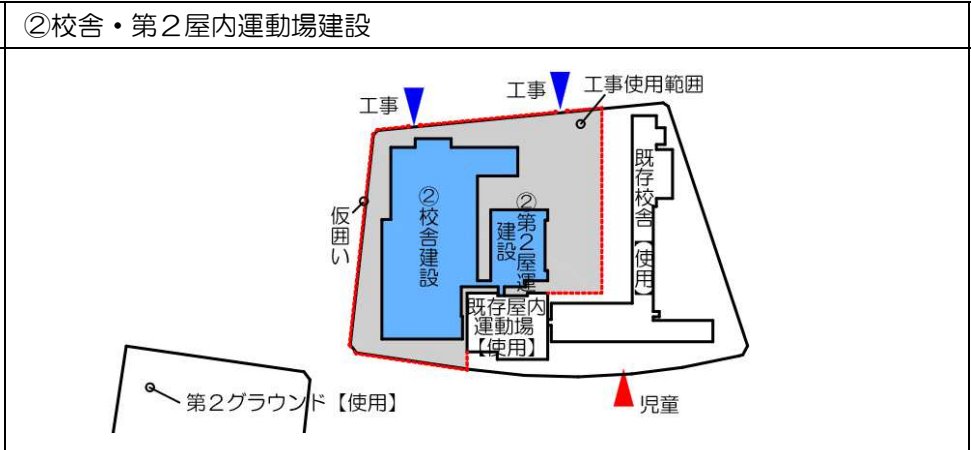 ②校舎・第2屋内運動場建設
工事
工事
工事使用範囲
仮囲い
②校舎建設
②第2屋運
建設
既存校舎【使用】
既存屋内
運動場
【使用】
第2グラウンド【使用】
児童